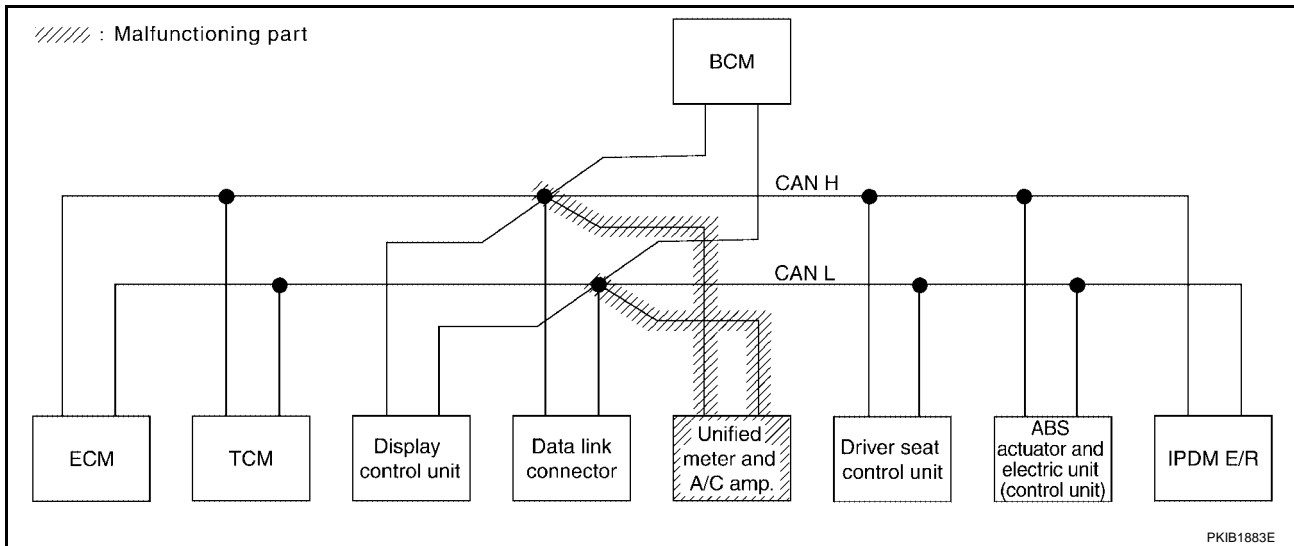 : Malfunctioning part
BCM
CAN H
CAN L
ECM
TCM
Display
control unit
Data link
connector
Unified
meter and
A/C amp.
Driver seat
control unit
ABS
actuator and
electric unit
(control unit)
IPDM E/R
PKIB1883E